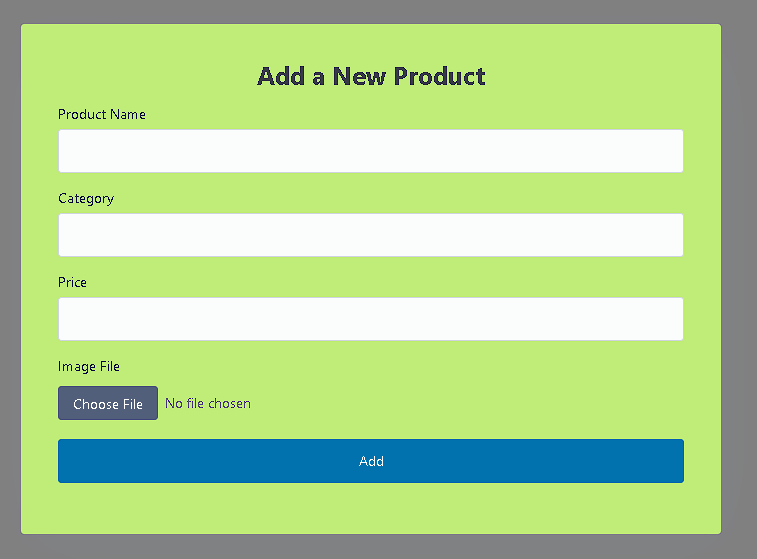 Add a New Product
Product Name
Category
Price
Image File
Choose File No file chosen
Add